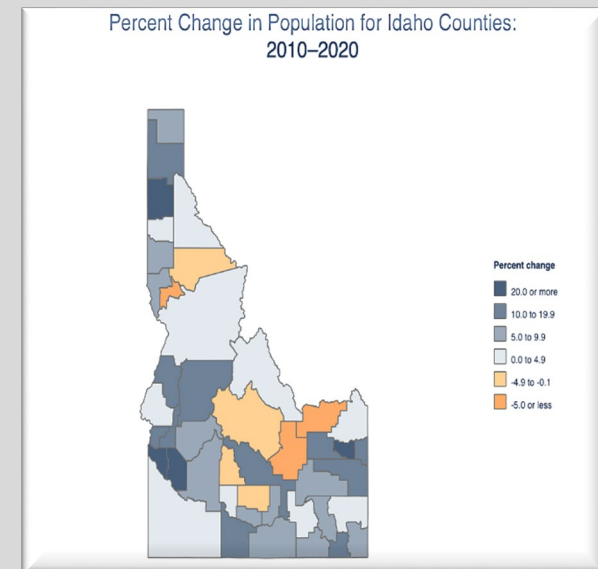 Percent Change in Population for Idaho Counties:
2010–2020
Percent change
20.0 or more
10.0 to 19.9
5.0 to 9.9
0.0 to 4.9
-4.9 to -0.1
-5.0 or less